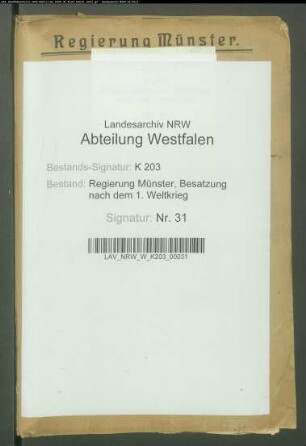 Regierung Münster.
Landesarchiv NRW
Abteilung Westfalen
Bestands-Signatur: K 203
Bestand: Regierung Münster, Besatzung
nach dem 1. Weltkrieg
Signatur: Nr. 31
LAV_NRW_W_K203_00031